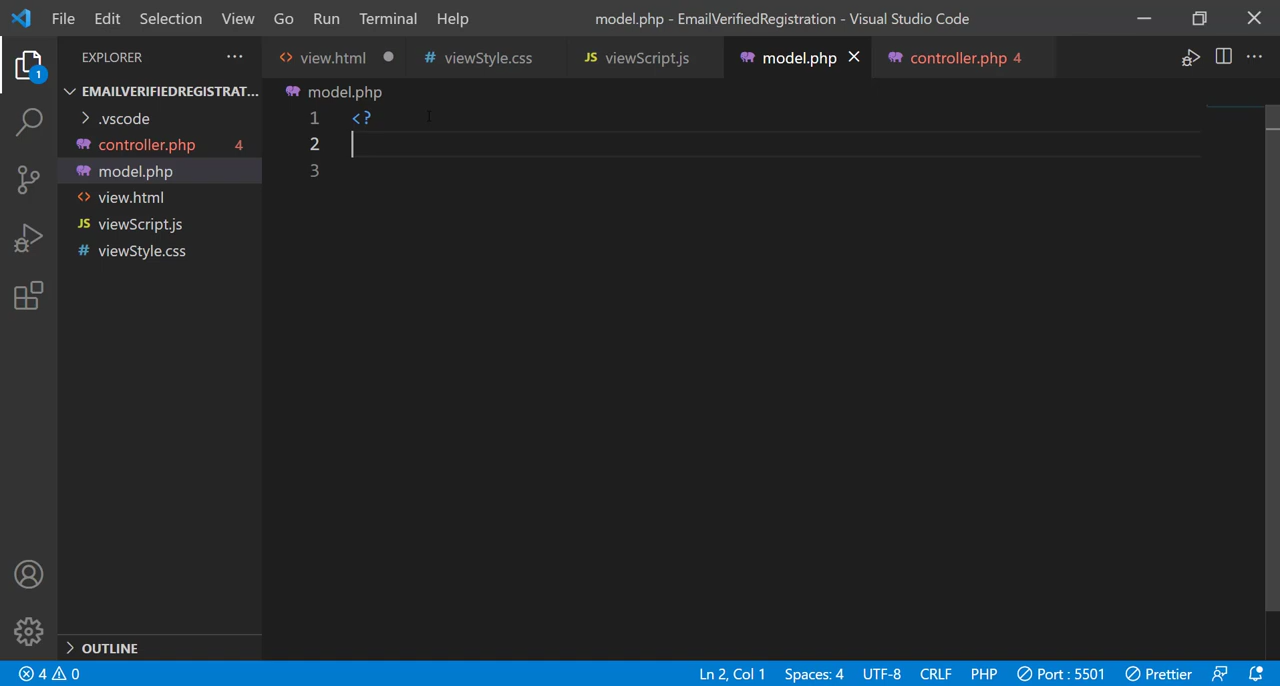 File Edit Selection View Go Run Terminal Help model.php - EmailVerifiedRegistration - Visual Studio Code
EXPLORER
view.html # viewStyle.css JS viewScript.js model.php controller.php 4
1
EMAILVERIFIEDREGISTRAT...
model.php
.vscode
controller.php 4
model.php
view.html
JS viewScript.js
# viewStyle.css
1 <?
2
3
OUTLINE
4 0 Ln 2, Col 1 Spaces: 4 UTF-8 CRLF PHP Port : 5501 Prettier